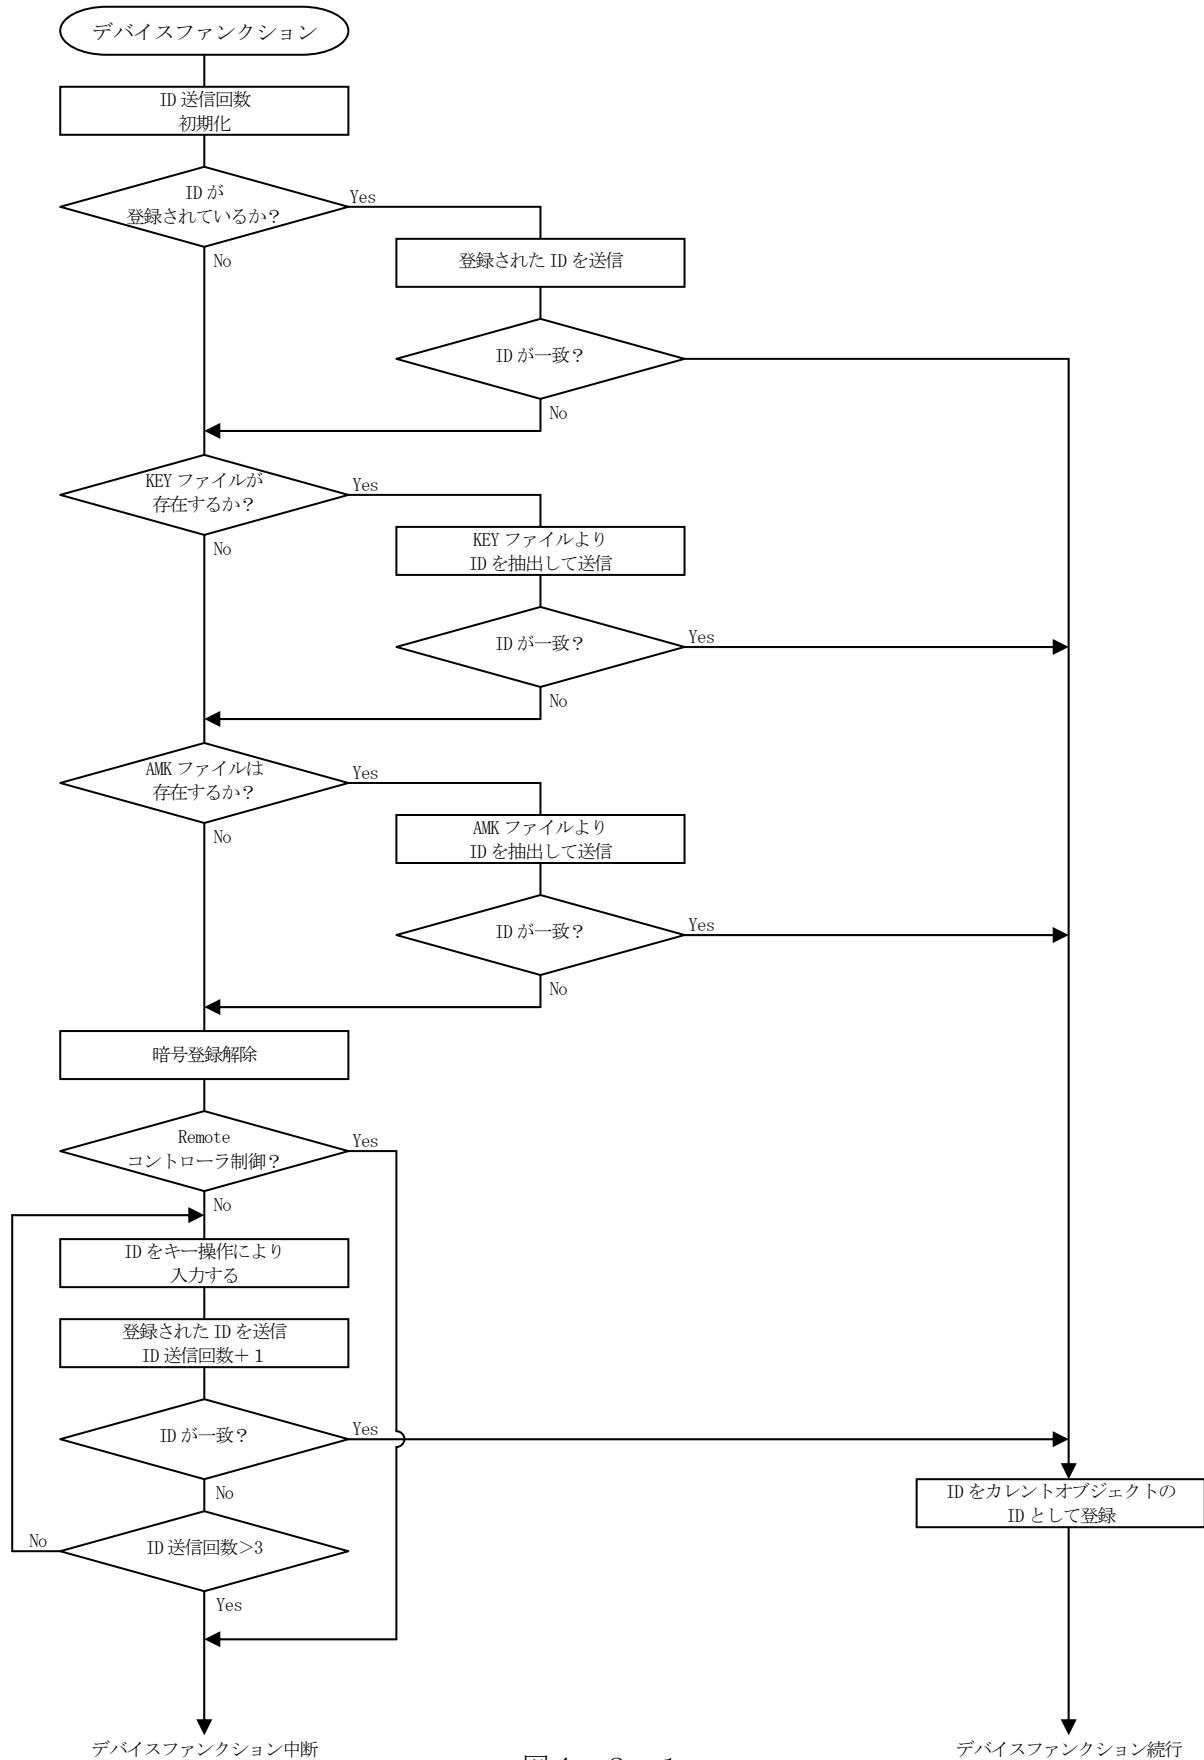 デバイスファンクション
ID 送信回数
初期化
ID が
登録されているか？
Yes
No
登録された ID を送信
ID が一致？
No
KEY ファイルが
存在するか？
Yes
No
KEY ファイルより
ID を抽出して送信
ID が一致？
Yes
No
AMK ファイルは
存在するか？
Yes
No
AMK ファイルより
ID を抽出して送信
ID が一致？
Yes
No
暗号登録解除
Remote
コントローラ制御？
Yes
No
ID をキー操作により
入力する
登録された ID を送信
ID 送信回数＋１
ID が一致？
Yes
No
ID をカレントオブジェクトの
ID として登録
ID 送信回数>3
No
Yes
デバイスファンクション中断
デバイスファンクション続行